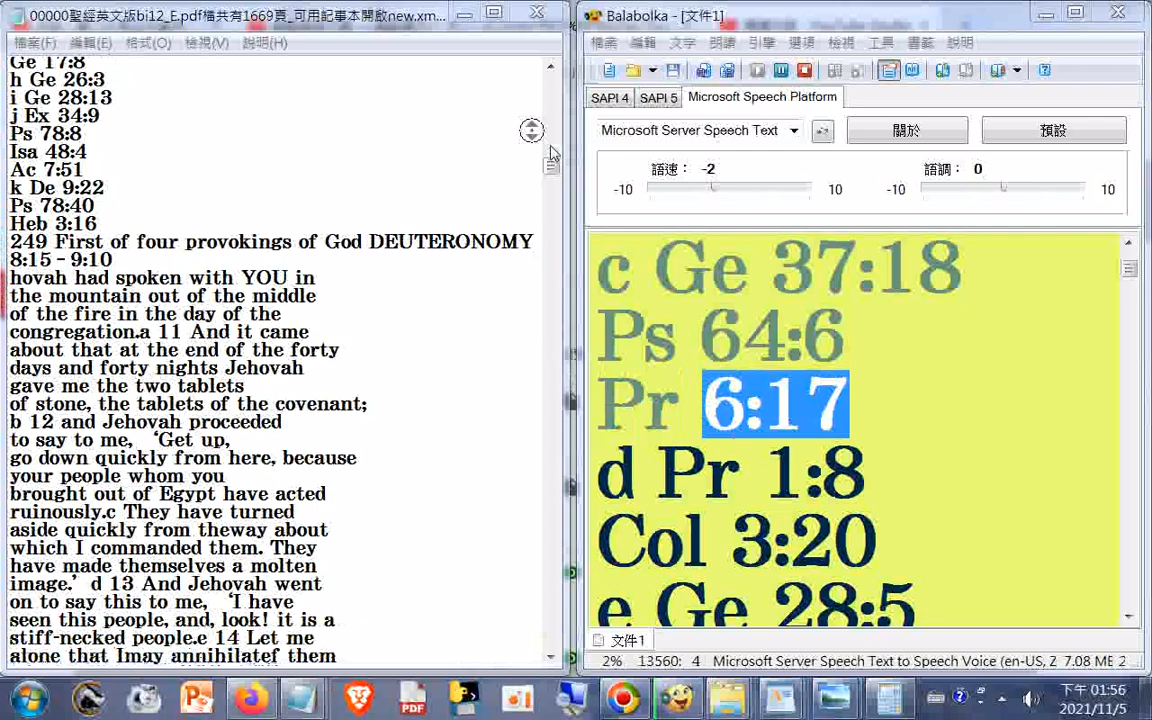 00000聖經英文版bi12_E.pdf檔共有1669頁_可用記事本開啟new.xm...
檔案(F) 編輯(E) 格式(O) 檢視(V) 說明(H)
Ge 17:8
h Ge 26:3
i Ge 28:13
j Ex 34:9
Ps 78:8
Isa 48:4
Ac 7:51
k De 9:22
Ps 78:40
Heb 3:16
249 First of four provokings of God DEUTERONOMY
8:15 - 9:10
hovah had spoken with YOU in
the mountain out of the middle
of the fire in the day of the
congregation.a 11 And it came
about that at the end of the forty
days and forty nights Jehovah
gave me the two tablets
of stone, the tablets of the covenant;
b 12 and Jehovah proceeded
to say to me, ‘Get up,
go down quickly from here, because
your people whom you
brought out of Egypt have acted
ruinously.c They have turned
aside quickly from theway about
which I commanded them. They
have made themselves a molten
image.’ d 13 And Jehovah went
on to say this to me, ‘I have
seen this people, and, look! it is a
stiff-necked people.e 14 Let me
alone that Imay annihilatef them
Balabolka - [文件1]
檔案 編輯 文字 朗讀 引擎 選項 檢視 工具 書籤 說明
SAPI 4 SAPI 5 Microsoft Speech Platform
Microsoft Server Speech Text 關於 預設
語速： -2 語調： 0
-10 10 -10 10
c Ge 37:18
Ps 64:6
Pr 6:17
d Pr 1:8
Col 3:20
e Ge 28:5
文件1
2% 13560: 4 Microsoft Server Speech Text to Speech Voice (en-US, Z 7.08 MB 2
PDF
下午 01:56
2021/11/5